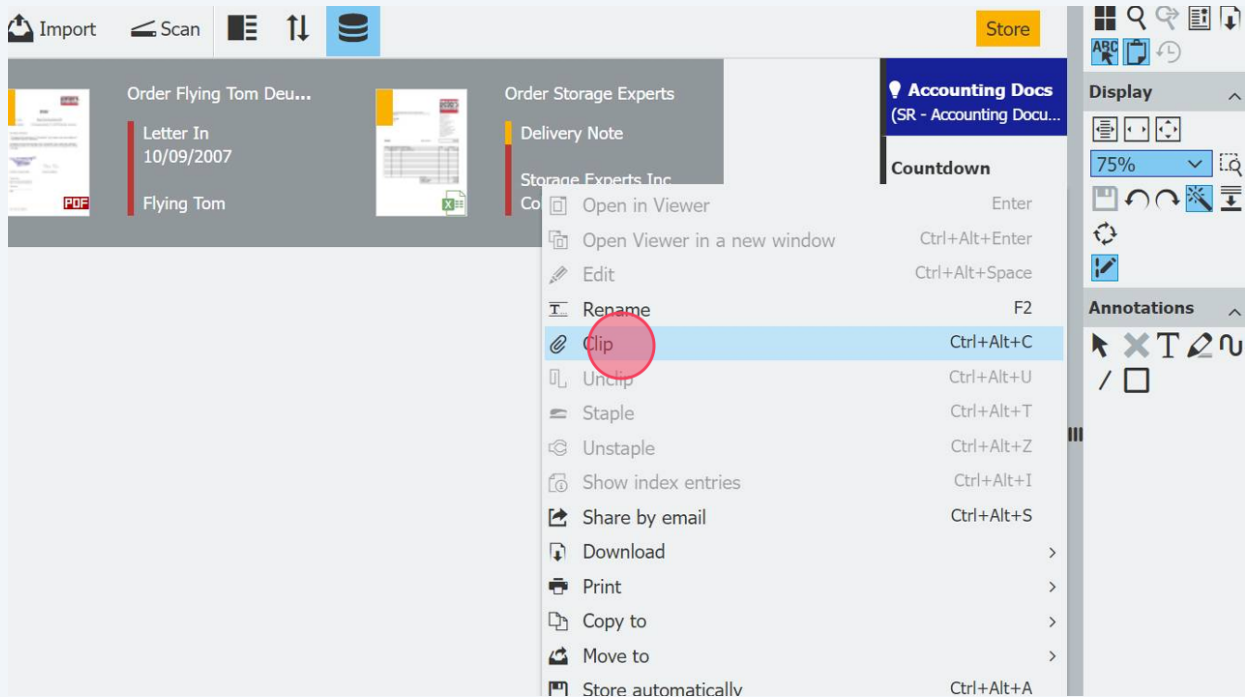 Import
Scan
Store
Order Flying Tom Deu...
Letter In
10/09/2007
Flying Tom
PDF
Order Storage Experts
Delivery Note
Storage Experts Inc
Co
Accounting Docs
(SR - Accounting Docu...
Countdown
Open in Viewer Enter
Open Viewer in a new window Ctrl+Alt+Enter
Edit Ctrl+Alt+Space
Rename F2
Clip Ctrl+Alt+C
Unclip Ctrl+Alt+U
Staple Ctrl+Alt+T
Unstaple Ctrl+Alt+Z
Show index entries Ctrl+Alt+I
Share by email Ctrl+Alt+S
Download
Print
Copy to
Move to
Store automatically Ctrl+Alt+A
ABC
Display
75%
Annotations